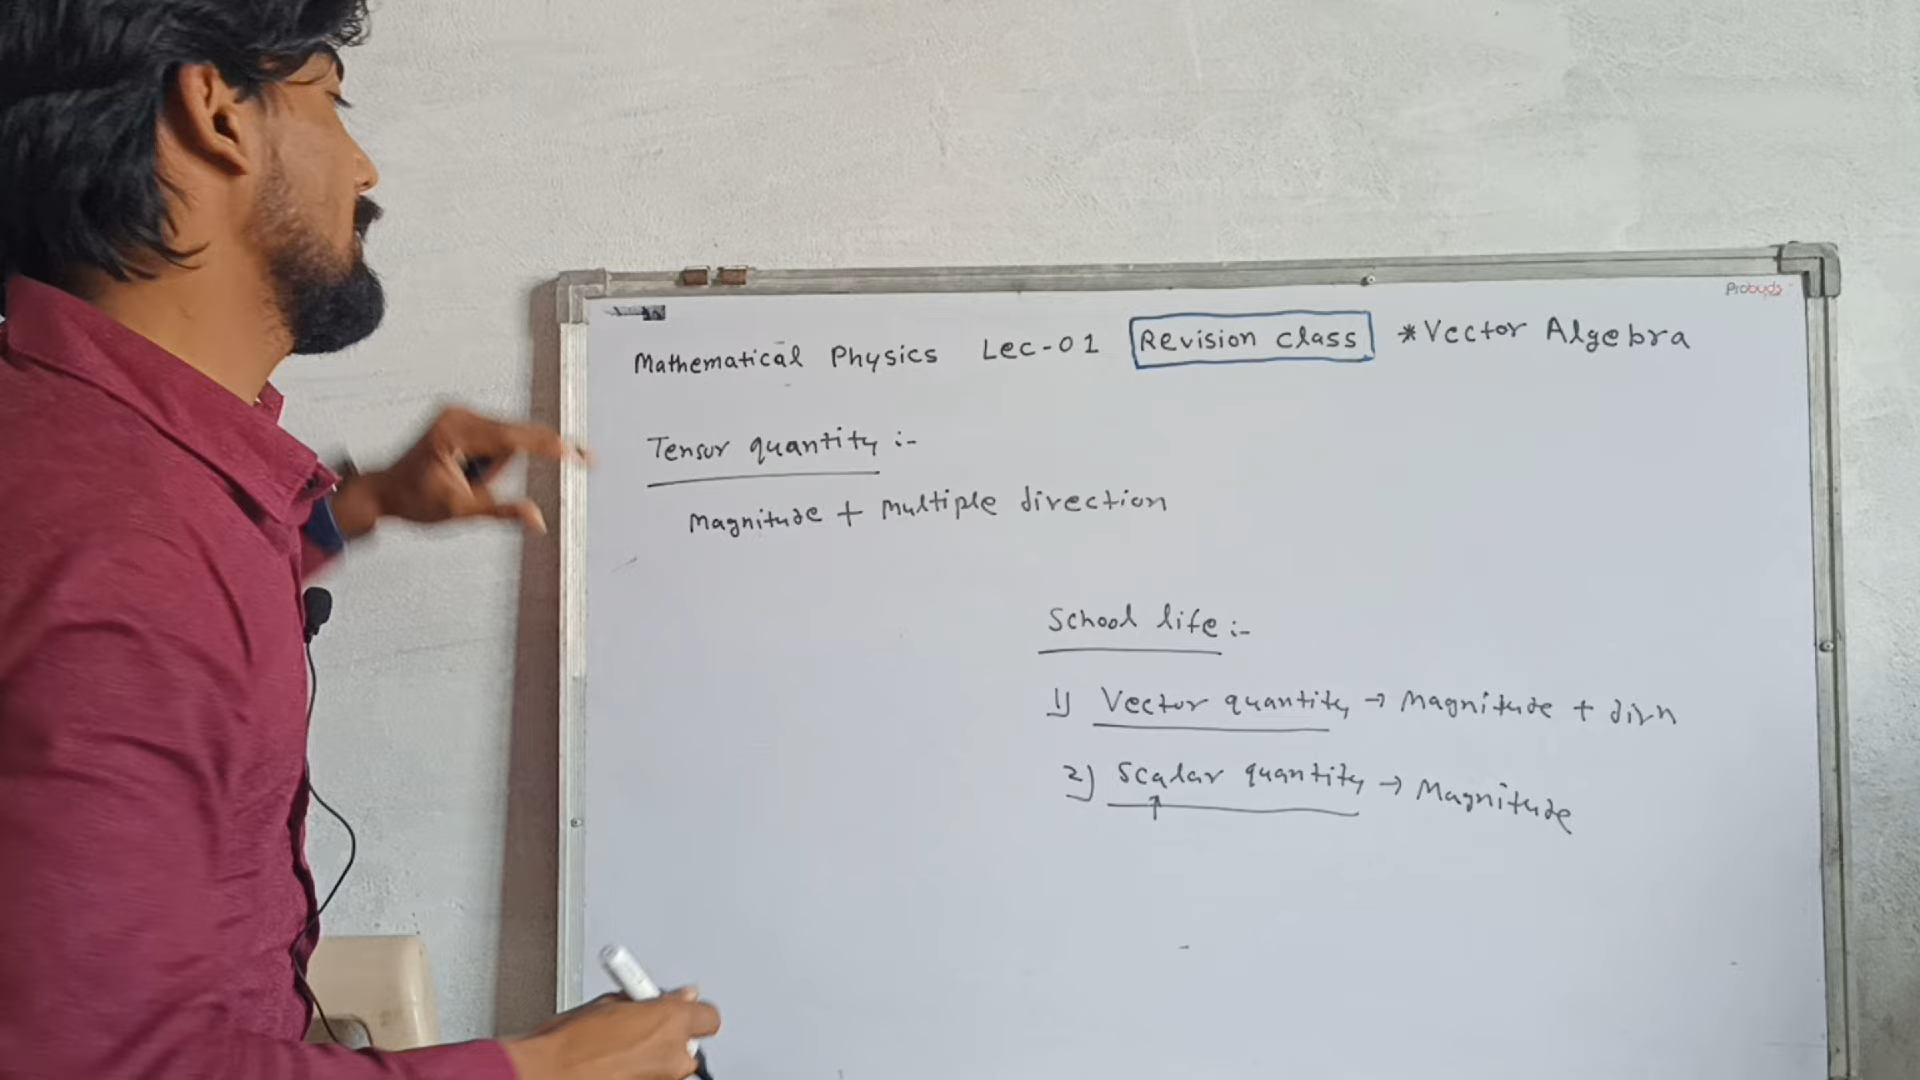 Probuds
Mathematical Physics Lec-01 Revision class *Vector Algebra
Tensor quantity :-
Magnitude + Multiple direction
School life :-
1) Vector quantity → Magnitude + dirn
2) Scalar quantity → Magnitude